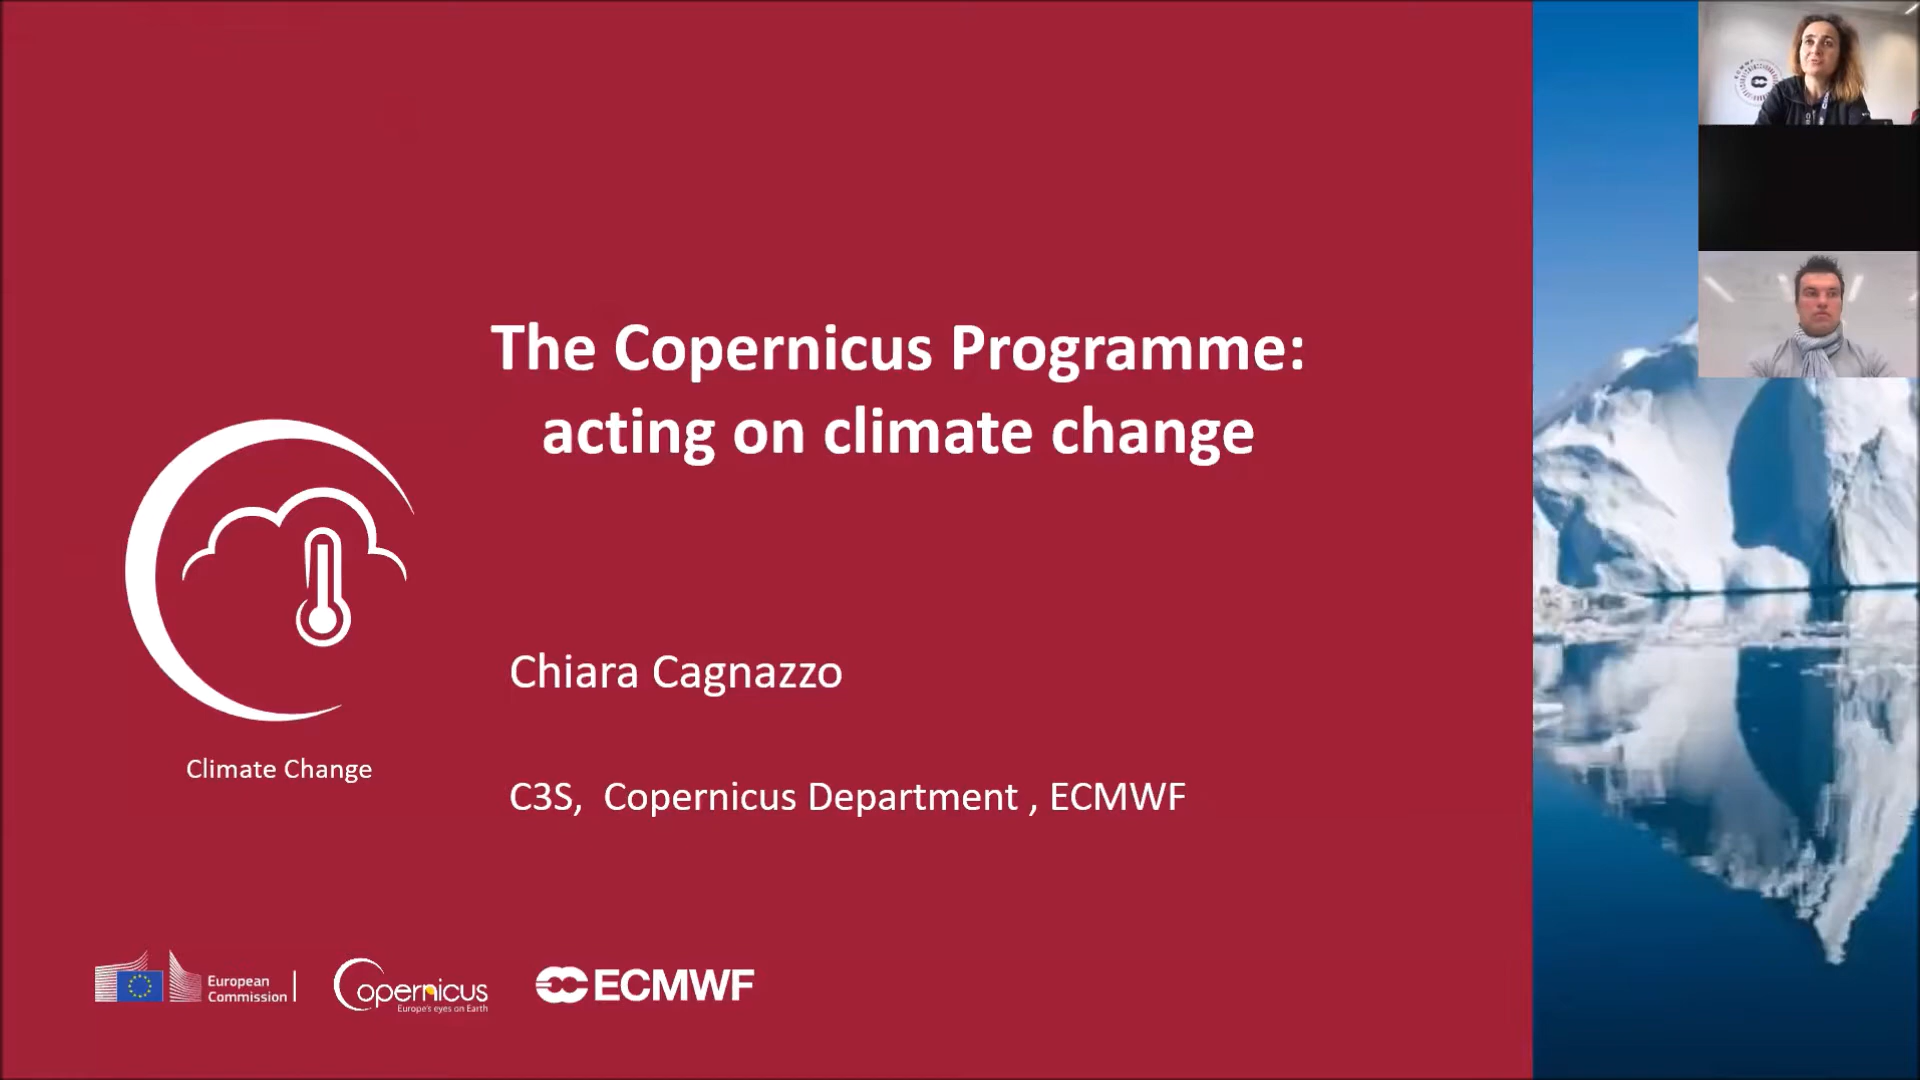 The Copernicus Programme:
acting on climate change
Chiara Cagnazzo
Climate Change
C3S, Copernicus Department , ECMWF
European
Commission
Copernicus
Europe's eyes on Earth
ECMWF